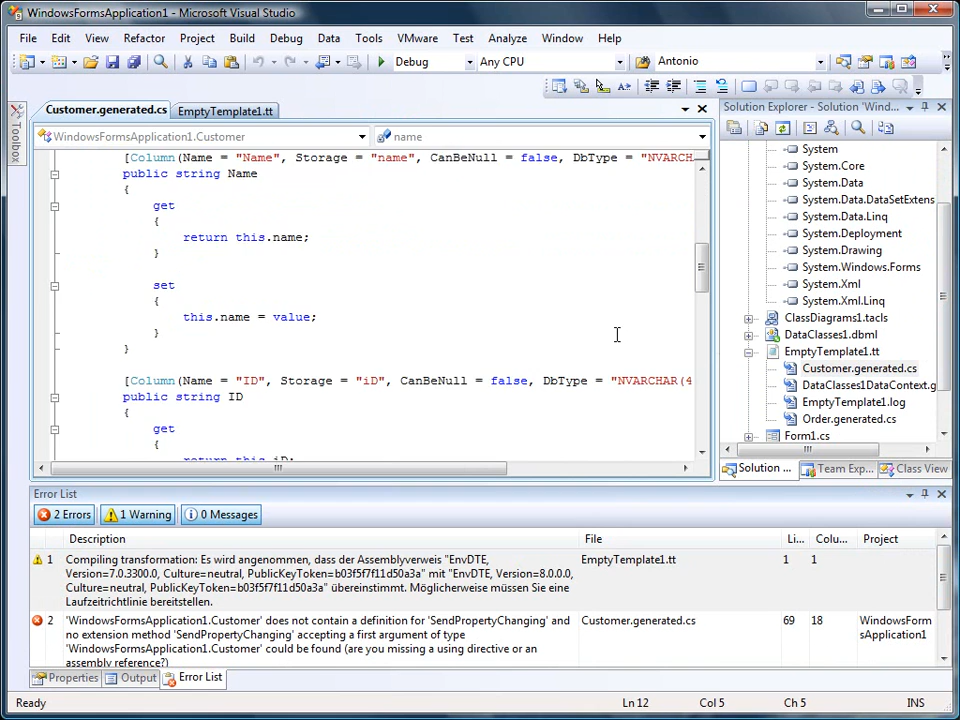 WindowsFormsApplication1 - Microsoft Visual Studio
File Edit View Refactor Project Build Debug Data Tools VMware Test Analyze Window Help
Debug Any CPU Antonio
Customer.generated.cs EmptyTemplate1.tt
WindowsFormsApplication1.Customer name
Toolbox
[Column(Name = "Name", Storage = "name", CanBeNull = false, DbType = "NVARCH
public string Name
{
get
{
return this.name;
}
set
{
this.name = value;
}
}
[Column(Name = "ID", Storage = "iD", CanBeNull = false, DbType = "NVARCHAR(4
public string ID
{
get
{
return this.iD;
Solution Explorer - Solution 'Wind...
System
System.Core
System.Data
System.Data.DataSetExtens
System.Data.Linq
System.Deployment
System.Drawing
System.Windows.Forms
System.Xml
System.Xml.Linq
ClassDiagrams1.tacls
DataClasses1.dbml
EmptyTemplate1.tt
Customer.generated.cs
DataClasses1DataContext.g
EmptyTemplate1.log
Order.generated.cs
Form1.cs
Solution ... Team Exp... Class View
Error List
2 Errors 1 Warning 0 Messages
Description File Li... Colu... Project
1 Compiling transformation: Es wird angenommen, dass der Assemblyverweis "EnvDTE, EmptyTemplate1.tt 1 1
Version=7.0.3300.0, Culture=neutral, PublicKeyToken=b03f5f7f11d50a3a" mit "EnvDTE, Version=8.0.0.0,
Culture=neutral, PublicKeyToken=b03f5f7f11d50a3a" übereinstimmt. Möglicherweise müssen Sie eine
Laufzeitrichtlinie bereitstellen.
2 'WindowsFormsApplication1.Customer' does not contain a definition for 'SendPropertyChanging' and Customer.generated.cs 69 18 WindowsForm
no extension method 'SendPropertyChanging' accepting a first argument of type sApplication1
'WindowsFormsApplication1.Customer' could be found (are you missing a using directive or an
assembly reference?)
Properties Output Error List
Ready Ln 12 Col 5 Ch 5 INS